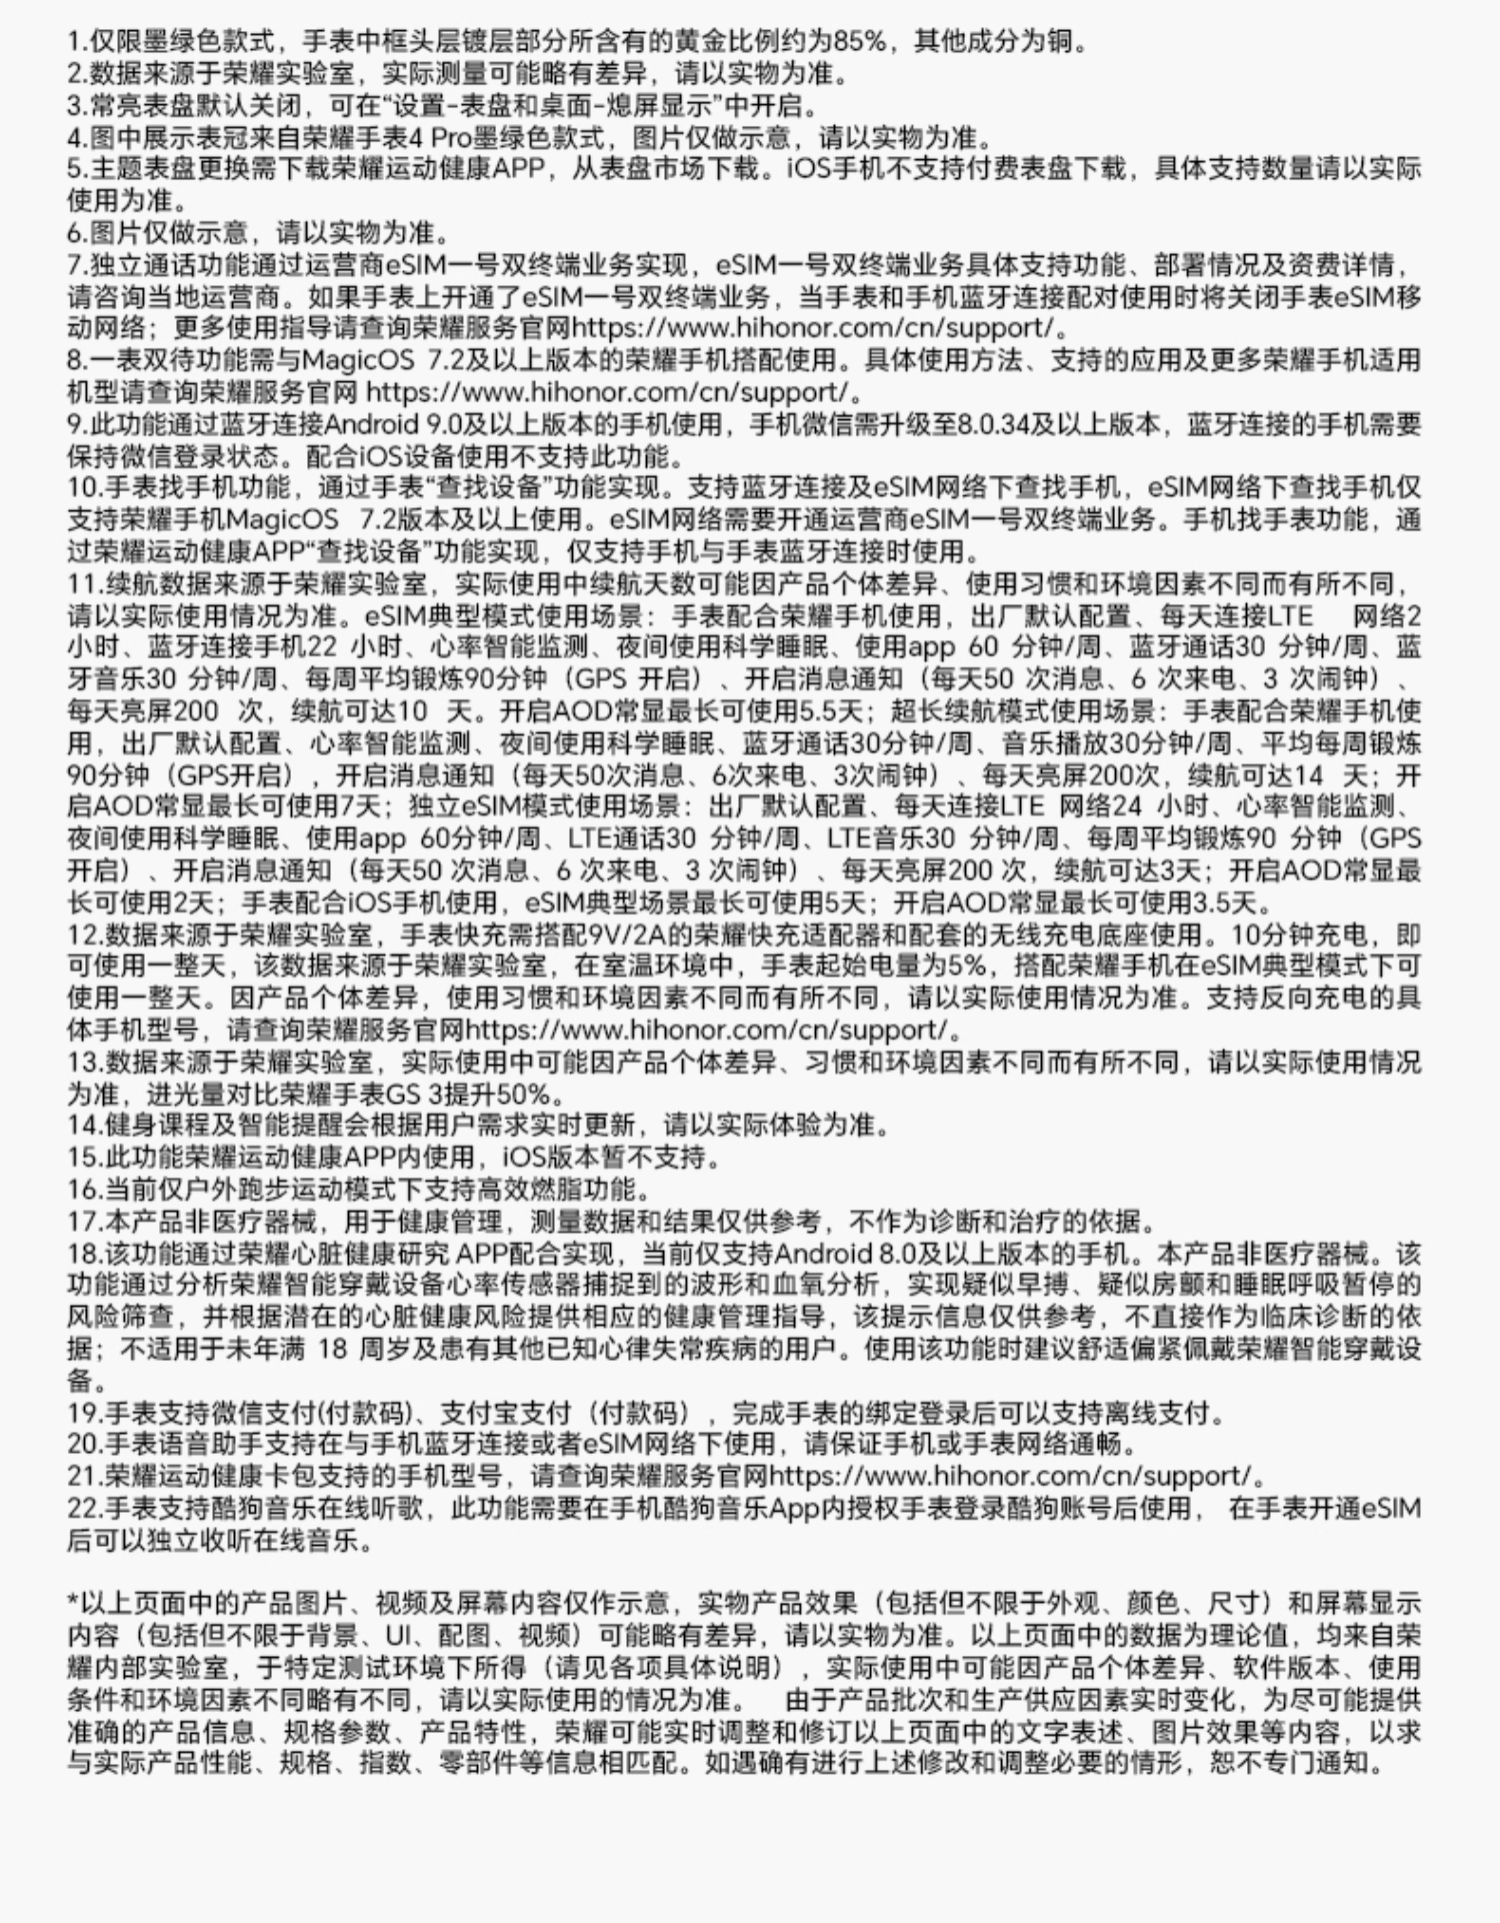 1.仅限墨绿色款式，手表中框头层镀层部分所含有的黄金比例约为85%，其他成分为铜。
2.数据来源于荣耀实验室，实际测量可能略有差异，请以实物为准。
3.常亮表盘默认关闭，可在“设置-表盘和桌面-熄屏显示”中开启。
4.图中展示表冠来自荣耀手表4 Pro墨绿色款式，图片仅做示意，请以实物为准。
5.主题表盘更换需下载荣耀运动健康APP，从表盘市场下载。iOS手机不支持付费表盘下载，具体支持数量请以实际
使用为准。
6.图片仅做示意，请以实物为准。
7.独立通话功能通过运营商eSIM一号双终端业务实现，eSIM一号双终端业务具体支持功能、部署情况及资费详情，
请咨询当地运营商。如果手表上开通了eSIM一号双终端业务，当手表和手机蓝牙连接配对使用时将关闭手表eSIM移
动网络；更多使用指导请查询荣耀服务官网https://www.hihonor.com/cn/support/。
8.一表双待功能需与MagicOS 7.2及以上版本的荣耀手机搭配使用。具体使用方法、支持的应用及更多荣耀手机适用
机型请查询荣耀服务官网 https://www.hihonor.com/cn/support/。
9.此功能通过蓝牙连接Android 9.0及以上版本的手机使用，手机微信需升级至8.0.34及以上版本，蓝牙连接的手机需要
保持微信登录状态。配合iOS设备使用不支持此功能。
10.手表找手机功能，通过手表“查找设备”功能实现。支持蓝牙连接及eSIM网络下查找手机，eSIM网络下查找手机仅
支持荣耀手机MagicOS 7.2版本及以上使用。eSIM网络需要开通运营商eSIM一号双终端业务。手机找手表功能，通
过荣耀运动健康APP“查找设备”功能实现，仅支持手机与手表蓝牙连接时使用。
11.续航数据来源于荣耀实验室，实际使用中续航天数可能因产品个体差异、使用习惯和环境因素不同而有所不同，
请以实际使用情况为准。eSIM典型模式使用场景：手表配合荣耀手机使用，出厂默认配置、每天连接LTE 网络2
小时、蓝牙连接手机22 小时、心率智能监测、夜间使用科学睡眠、使用app 60 分钟/周、蓝牙通话30 分钟/周、蓝
牙音乐30 分钟/周、每周平均锻炼90分钟（GPS 开启）、开启消息通知（每天50 次消息、6 次来电、3 次闹钟）、
每天亮屏200 次，续航可达10 天。开启AOD常显最长可使用5.5天；超长续航模式使用场景：手表配合荣耀手机使
用，出厂默认配置、心率智能监测、夜间使用科学睡眠、蓝牙通话30分钟/周、音乐播放30分钟/周、平均每周锻炼
90分钟（GPS开启），开启消息通知（每天50次消息、6次来电、3次闹钟）、每天亮屏200次，续航可达14 天；开
启AOD常显最长可使用7天；独立eSIM模式使用场景：出厂默认配置、每天连接LTE 网络24 小时、心率智能监测、
夜间使用科学睡眠、使用app 60分钟/周、LTE通话30 分钟/周、LTE音乐30 分钟/周、每周平均锻炼90 分钟（GPS
开启）、开启消息通知（每天50 次消息、6 次来电、3 次闹钟）、每天亮屏200 次，续航可达3天；开启AOD常显最
长可使用2天；手表配合iOS手机使用，eSIM典型场景最长可使用5天；开启AOD常显最长可使用3.5天。
12.数据来源于荣耀实验室，手表快充需搭配9V/2A的荣耀快充适配器和配套的无线充电底座使用。10分钟充电，即
可使用一整天，该数据来源于荣耀实验室，在室温环境中，手表起始电量为5%，搭配荣耀手机在eSIM典型模式下可
使用一整天。因产品个体差异，使用习惯和环境因素不同而有所不同，请以实际使用情况为准。支持反向充电的具
体手机型号，请查询荣耀服务官网https://www.hihonor.com/cn/support/。
13.数据来源于荣耀实验室，实际使用中可能因产品个体差异、习惯和环境因素不同而有所不同，请以实际使用情况
为准，进光量对比荣耀手表GS 3提升50%。
14.健身课程及智能提醒会根据用户需求实时更新，请以实际体验为准。
15.此功能荣耀运动健康APP内使用，iOS版本暂不支持。
16.当前仅户外跑步运动模式下支持高效燃脂功能。
17.本产品非医疗器械，用于健康管理，测量数据和结果仅供参考，不作为诊断和治疗的依据。
18.该功能通过荣耀心脏健康研究 APP配合实现，当前仅支持Android 8.0及以上版本的手机。本产品非医疗器械。该
功能通过分析荣耀智能穿戴设备心率传感器捕捉到的波形和血氧分析，实现疑似早搏、疑似房颤和睡眠呼吸暂停的
风险筛查，并根据潜在的心脏健康风险提供相应的健康管理指导，该提示信息仅供参考，不直接作为临床诊断的依
据；不适用于未年满 18 周岁及患有其他已知心律失常疾病的用户。使用该功能时建议舒适偏紧佩戴荣耀智能穿戴设
备。
19.手表支持微信支付(付款码)、支付宝支付（付款码），完成手表的绑定登录后可以支持离线支付。
20.手表语音助手支持在与手机蓝牙连接或者eSIM网络下使用，请保证手机或手表网络通畅。
21.荣耀运动健康卡包支持的手机型号，请查询荣耀服务官网https://www.hihonor.com/cn/support/。
22.手表支持酷狗音乐在线听歌，此功能需要在手机酷狗音乐App内授权手表登录酷狗账号后使用， 在手表开通eSIM
后可以独立收听在线音乐。
*以上页面中的产品图片、视频及屏幕内容仅作示意，实物产品效果（包括但不限于外观、颜色、尺寸）和屏幕显示
内容（包括但不限于背景、UI、配图、视频）可能略有差异，请以实物为准。以上页面中的数据为理论值，均来自荣
耀内部实验室，于特定测试环境下所得（请见各项具体说明），实际使用中可能因产品个体差异、软件版本、使用
条件和环境因素不同略有不同，请以实际使用的情况为准。 由于产品批次和生产供应因素实时变化，为尽可能提供
准确的产品信息、规格参数、产品特性，荣耀可能实时调整和修订以上页面中的文字表述、图片效果等内容，以求
与实际产品性能、规格、指数、零部件等信息相匹配。如遇确有进行上述修改和调整必要的情形，恕不专门通知。